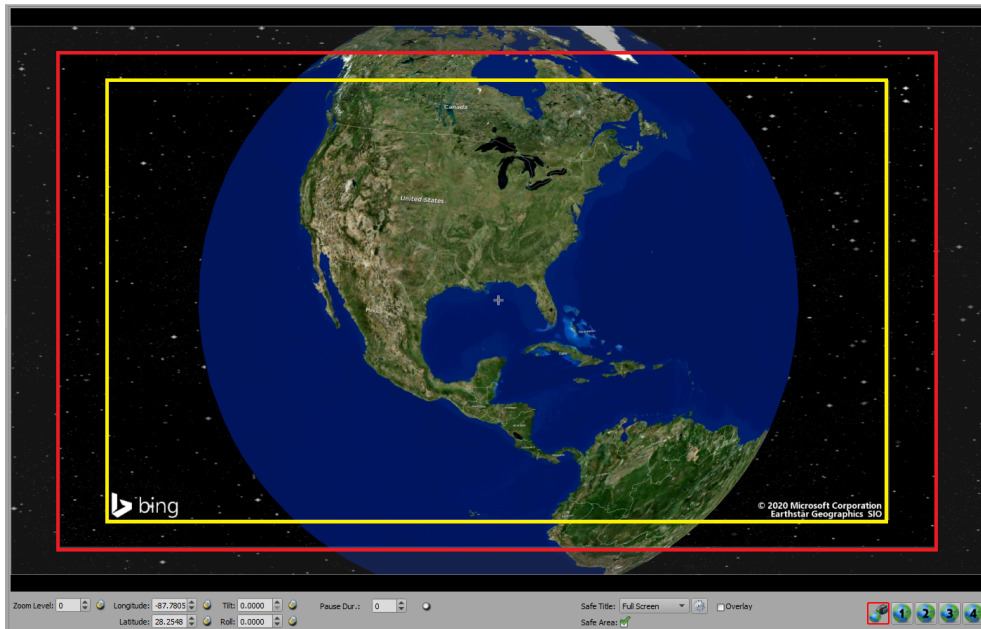 Canada
United States
bing
© 2020 Microsoft Corporation
Earthstar Geographics SIO
Zoom Level: 0 Longitude: -87.7805 Tilt: 0.0000 Pause Dur.: 0 Safe Title: Full Screen Overlay
Latitude: 28.2548 Roll: 0.0000 Safe Area:
1 2 3 4